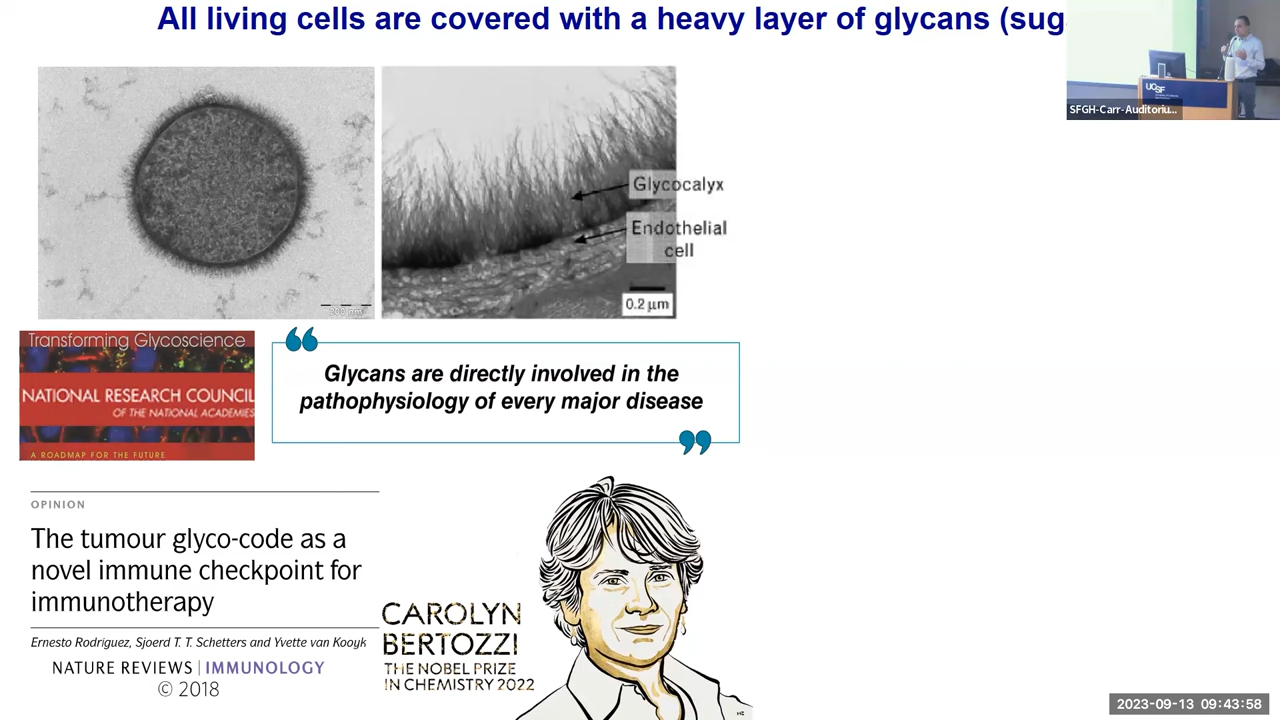 All living cells are covered with a heavy layer of glycans (sug
UCSF
SFGH-Carr-Auditoriu...
Glycocalyx
Endothelial
cell
200 nm
0.2 µm
Transforming Glycoscience
NATIONAL RESEARCH COUNCIL
OF THE NATIONAL ACADEMIES
A ROADMAP FOR THE FUTURE
“
Glycans are directly involved in the
pathophysiology of every major disease
”
OPINION
The tumour glyco-code as a
novel immune checkpoint for
immunotherapy
Ernesto Rodríguez, Sjoerd T. T. Schetters and Yvette van Kooyk
NATURE REVIEWS | IMMUNOLOGY
© 2018
CAROLYN
BERTOZZI
THE NOBEL PRIZE
IN CHEMISTRY 2022
2023-09-13 09:43:58